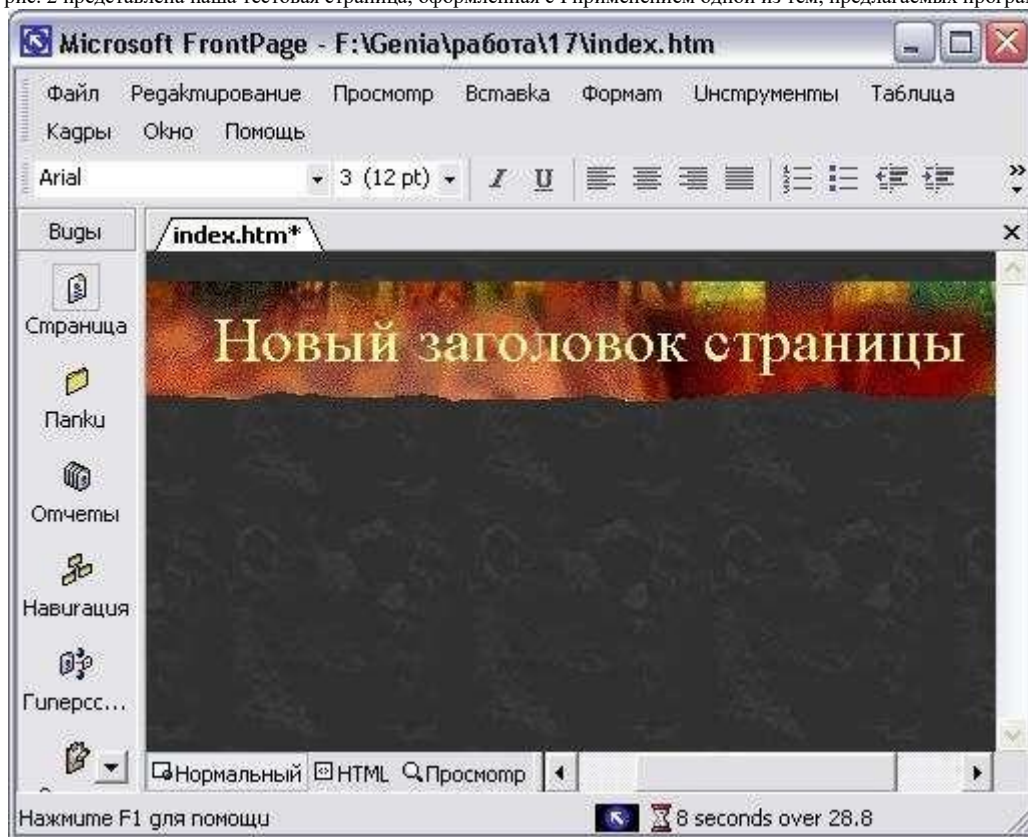 рис. 2 представлена наша тестовая страница, оформленная с применением одной из тем, предлагаемых програм
Microsoft FrontPage - F:\Genia\работа\17\index.htm
Файл Редактирование Просмотр Вставка Формат Инструменты Таблица
Кадры Окно Помощь
Arial 3 (12 pt) I U
Виды index.htm*
Новый заголовок страницы
Страница
Папки
Отчеты
Навигация
Гиперсс...
Нормальный HTML Просмотр
Нажмите F1 для помощи 8 seconds over 28.8